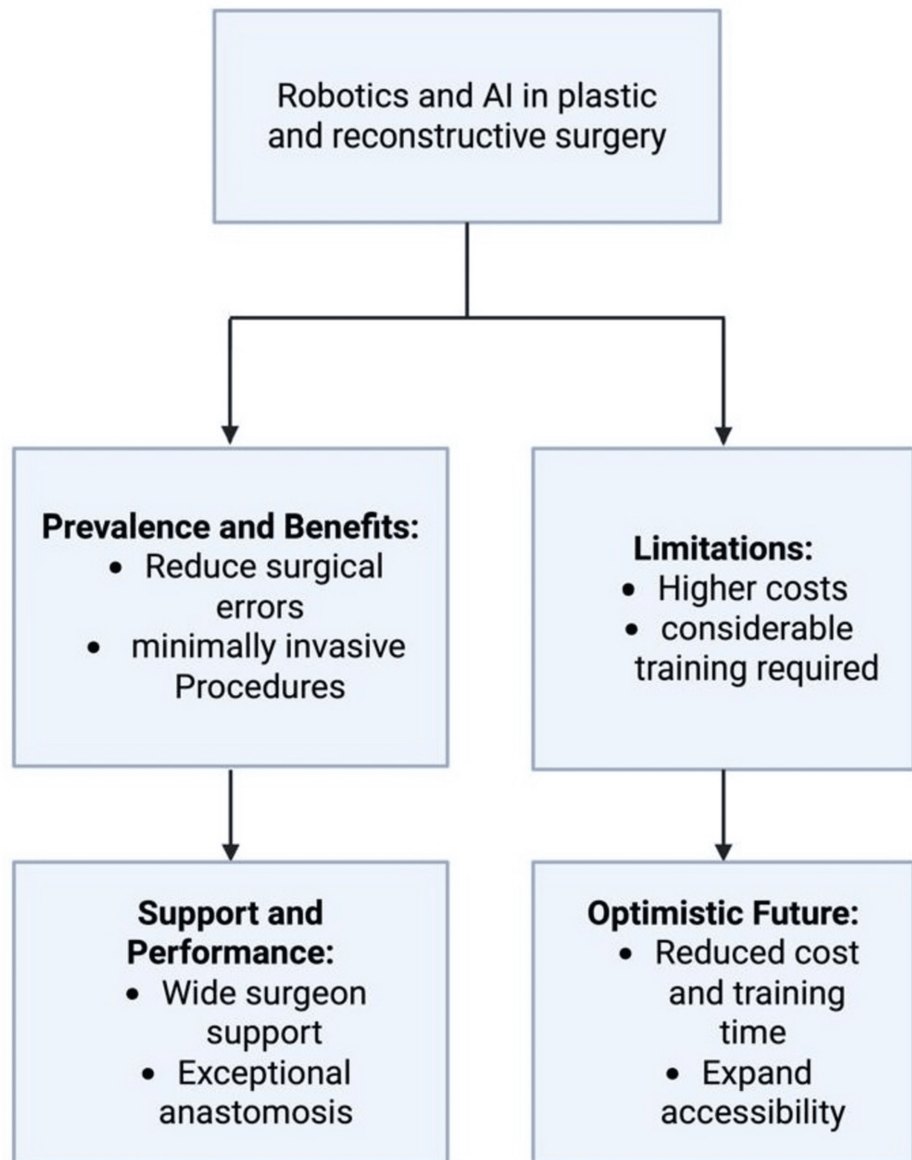 Robotics and AI in plastic
and reconstructive surgery
Prevalence and Benefits:
• Reduce surgical
errors
• minimally invasive
Procedures
Limitations:
• Higher costs
• considerable
training required
Support and
Performance:
• Wide surgeon
support
• Exceptional
anastomosis
Optimistic Future:
• Reduced cost
and training
time
• Expand
accessibility